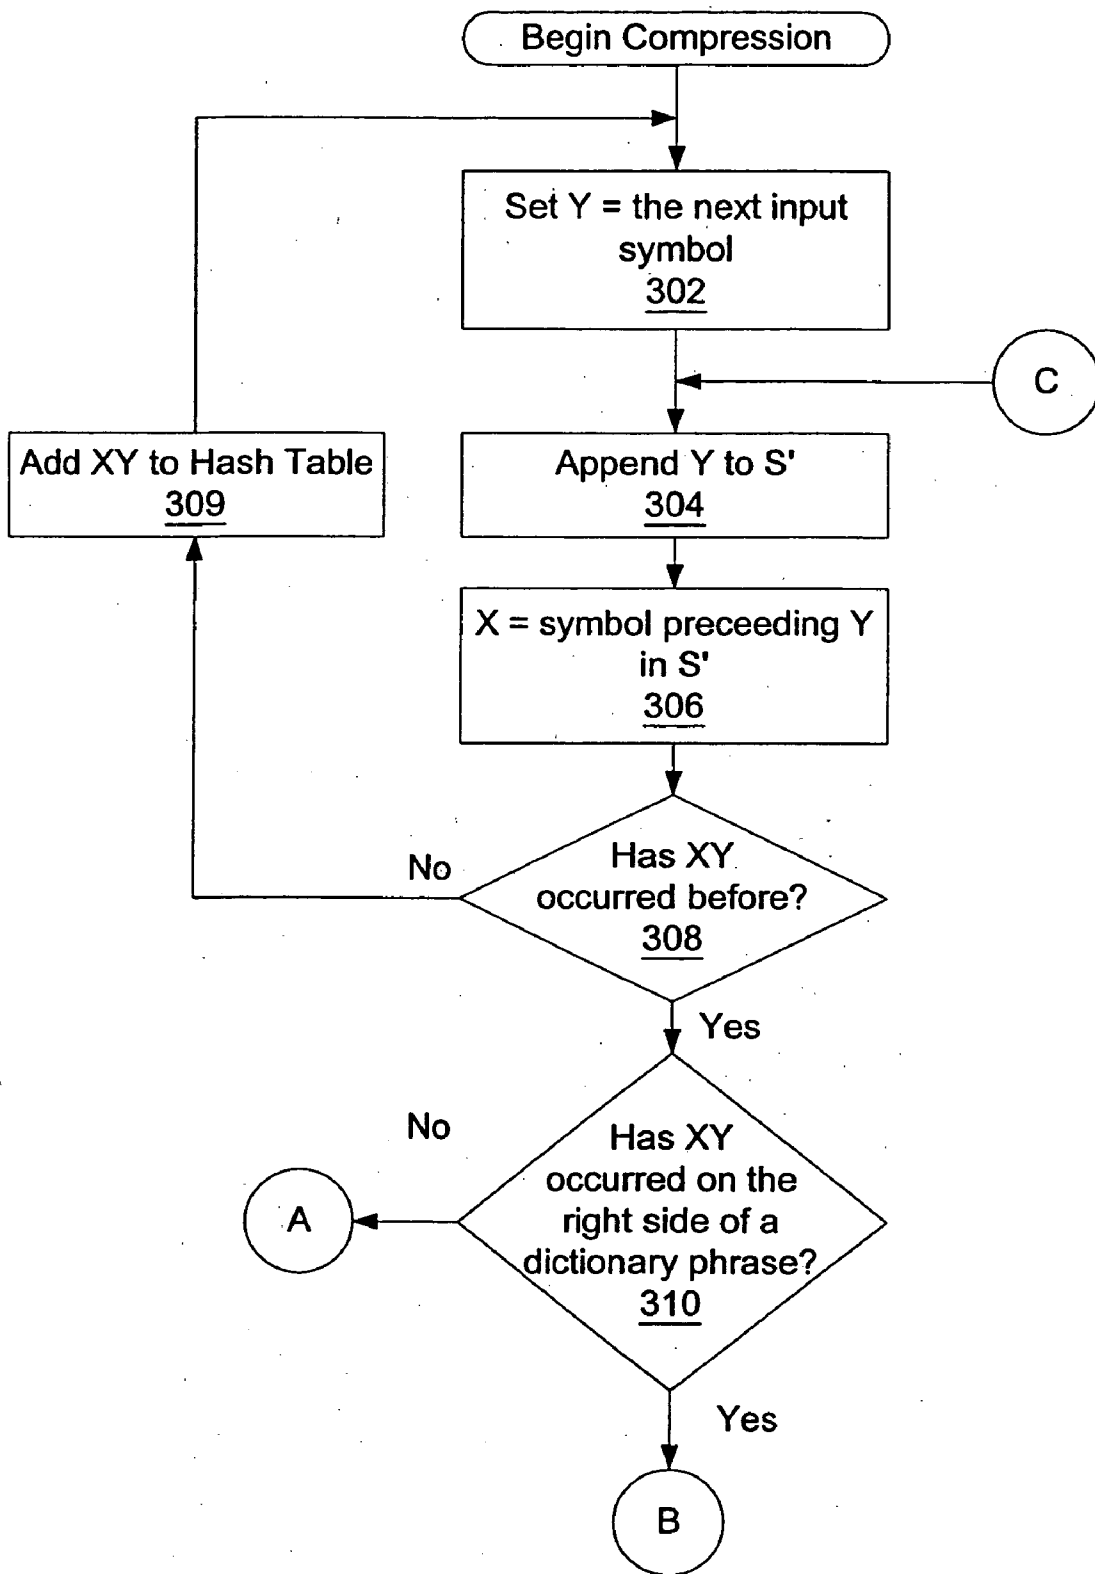 Begin Compression
Set Y = the next input
symbol
302
C
Add XY to Hash Table
309
Append Y to S'
304
X = symbol preceeding Y
in S'
306
No
Has XY
occurred before?
308
Yes
No
Has XY
occurred on the
right side of a
dictionary phrase?
310
A
Yes
B